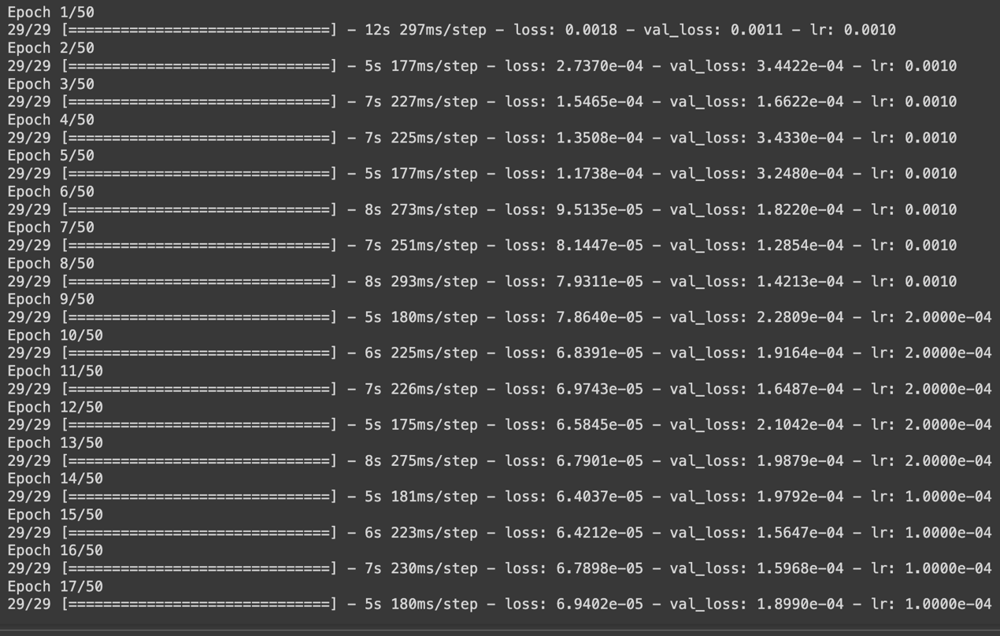 Epoch 1/50
29/29 [==============================] - 12s 297ms/step - loss: 0.0018 - val_loss: 0.0011 - lr: 0.0010
Epoch 2/50
29/29 [==============================] - 5s 177ms/step - loss: 2.7370e-04 - val_loss: 3.4422e-04 - lr: 0.0010
Epoch 3/50
29/29 [==============================] - 7s 227ms/step - loss: 1.5465e-04 - val_loss: 1.6622e-04 - lr: 0.0010
Epoch 4/50
29/29 [==============================] - 7s 225ms/step - loss: 1.3508e-04 - val_loss: 3.4330e-04 - lr: 0.0010
Epoch 5/50
29/29 [==============================] - 5s 177ms/step - loss: 1.1738e-04 - val_loss: 3.2480e-04 - lr: 0.0010
Epoch 6/50
29/29 [==============================] - 8s 273ms/step - loss: 9.5135e-05 - val_loss: 1.8220e-04 - lr: 0.0010
Epoch 7/50
29/29 [==============================] - 7s 251ms/step - loss: 8.1447e-05 - val_loss: 1.2854e-04 - lr: 0.0010
Epoch 8/50
29/29 [==============================] - 8s 293ms/step - loss: 7.9311e-05 - val_loss: 1.4213e-04 - lr: 0.0010
Epoch 9/50
29/29 [==============================] - 5s 180ms/step - loss: 7.8640e-05 - val_loss: 2.2809e-04 - lr: 2.0000e-04
Epoch 10/50
29/29 [==============================] - 6s 225ms/step - loss: 6.8391e-05 - val_loss: 1.9164e-04 - lr: 2.0000e-04
Epoch 11/50
29/29 [==============================] - 7s 226ms/step - loss: 6.9743e-05 - val_loss: 1.6487e-04 - lr: 2.0000e-04
Epoch 12/50
29/29 [==============================] - 5s 175ms/step - loss: 6.5845e-05 - val_loss: 2.1042e-04 - lr: 2.0000e-04
Epoch 13/50
29/29 [==============================] - 8s 275ms/step - loss: 6.7901e-05 - val_loss: 1.9879e-04 - lr: 2.0000e-04
Epoch 14/50
29/29 [==============================] - 5s 181ms/step - loss: 6.4037e-05 - val_loss: 1.9792e-04 - lr: 1.0000e-04
Epoch 15/50
29/29 [==============================] - 6s 223ms/step - loss: 6.4212e-05 - val_loss: 1.5647e-04 - lr: 1.0000e-04
Epoch 16/50
29/29 [==============================] - 7s 230ms/step - loss: 6.7898e-05 - val_loss: 1.5968e-04 - lr: 1.0000e-04
Epoch 17/50
29/29 [==============================] - 5s 180ms/step - loss: 6.9402e-05 - val_loss: 1.8990e-04 - lr: 1.0000e-04